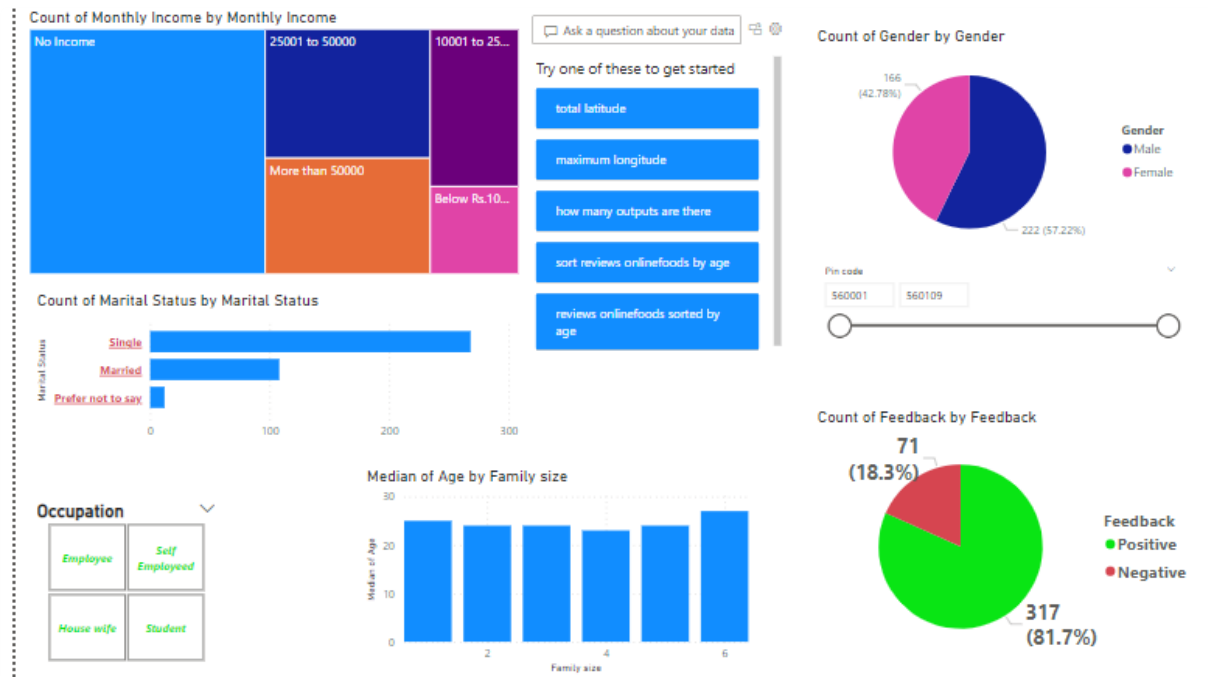 Count of Monthly Income by Monthly Income
No Income
25001 to 50000
10001 to 25...
More than 50000
Below Rs.10...
Ask a question about your data
Try one of these to get started
total latitude
maximum longitude
how many outputs are there
sort reviews onlinefoods by age
reviews onlinefoods sorted by
age
Count of Gender by Gender
166
(42.78%)
222 (57.22%)
Gender
Male
Female
Pin code
560001
560109
Count of Marital Status by Marital Status
Marital Status
Single
Married
Prefer not to say
0
100
200
300
Occupation
Employee
Self
Employeed
House wife
Student
Median of Age by Family size
Median of Age
30
20
10
0
2
4
6
Family size
Count of Feedback by Feedback
71
(18.3%)
317
(81.7%)
Feedback
Positive
Negative